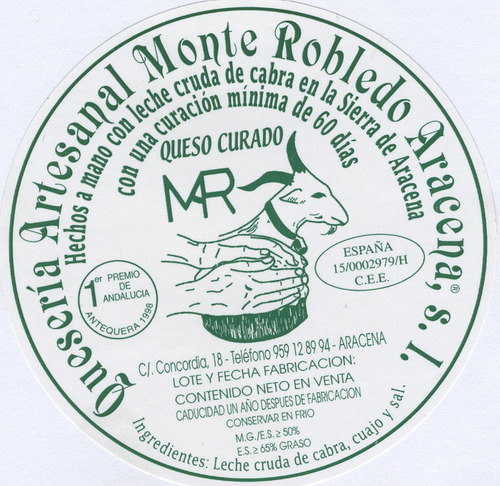 Quesería Artesanal Monte Robledo Aracena,® s. l.
Hechos a mano con leche cruda de cabra en la Sierra de Aracena
con una curación mínima de 60 días
QUESO CURADO
MR
ESPAÑA
15/0002979/H
C.E.E.
1er PREMIO
DE
ANDALUCIA
ANTEQUERA 1998
C/. Concordia, 18 - Teléfono 959 12 89 94 - ARACENA
LOTE Y FECHA FABRICACION:
CONTENIDO NETO EN VENTA
CADUCIDAD UN AÑO DESPUES DE FABRICACION
CONSERVAR EN FRIO
M.G./E.S. ≥ 50%
E.S. ≥ 65% GRASO
Ingredientes: Leche cruda de cabra, cuajo y sal.